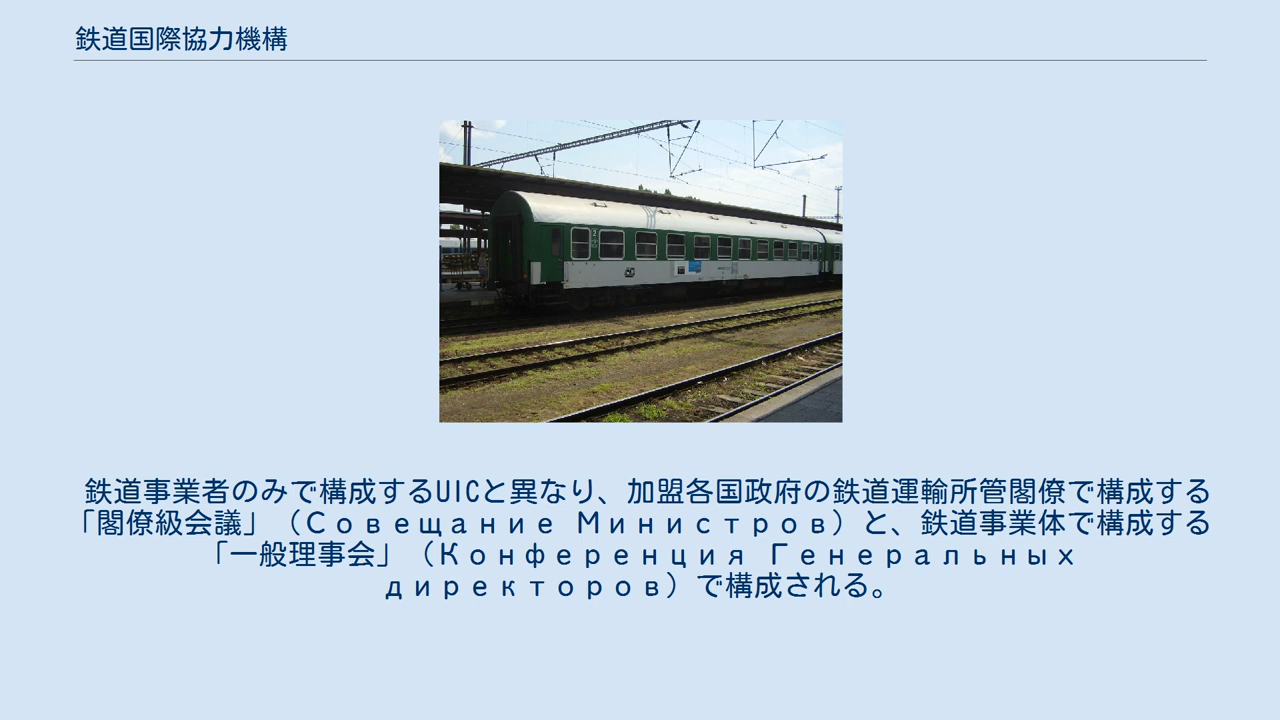 鉄道国際協力機構
鉄道事業者のみで構成するUICと異なり、加盟各国政府の鉄道運輸所管閣僚で構成する
「閣僚級会議」（Совещание Министров）と、鉄道事業体で構成する
「一般理事会」（Конференция Генеральных
директоров）で構成される。